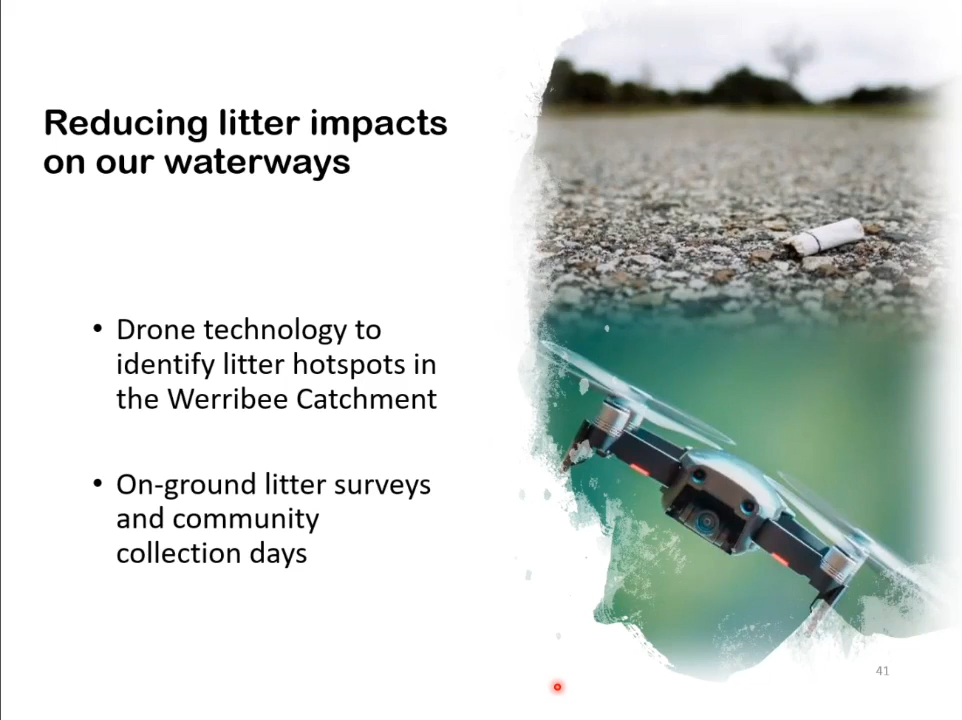 Reducing litter impacts
on our waterways
• Drone technology to
identify litter hotspots in
the Werribee Catchment
• On-ground litter surveys
and community
collection days
41